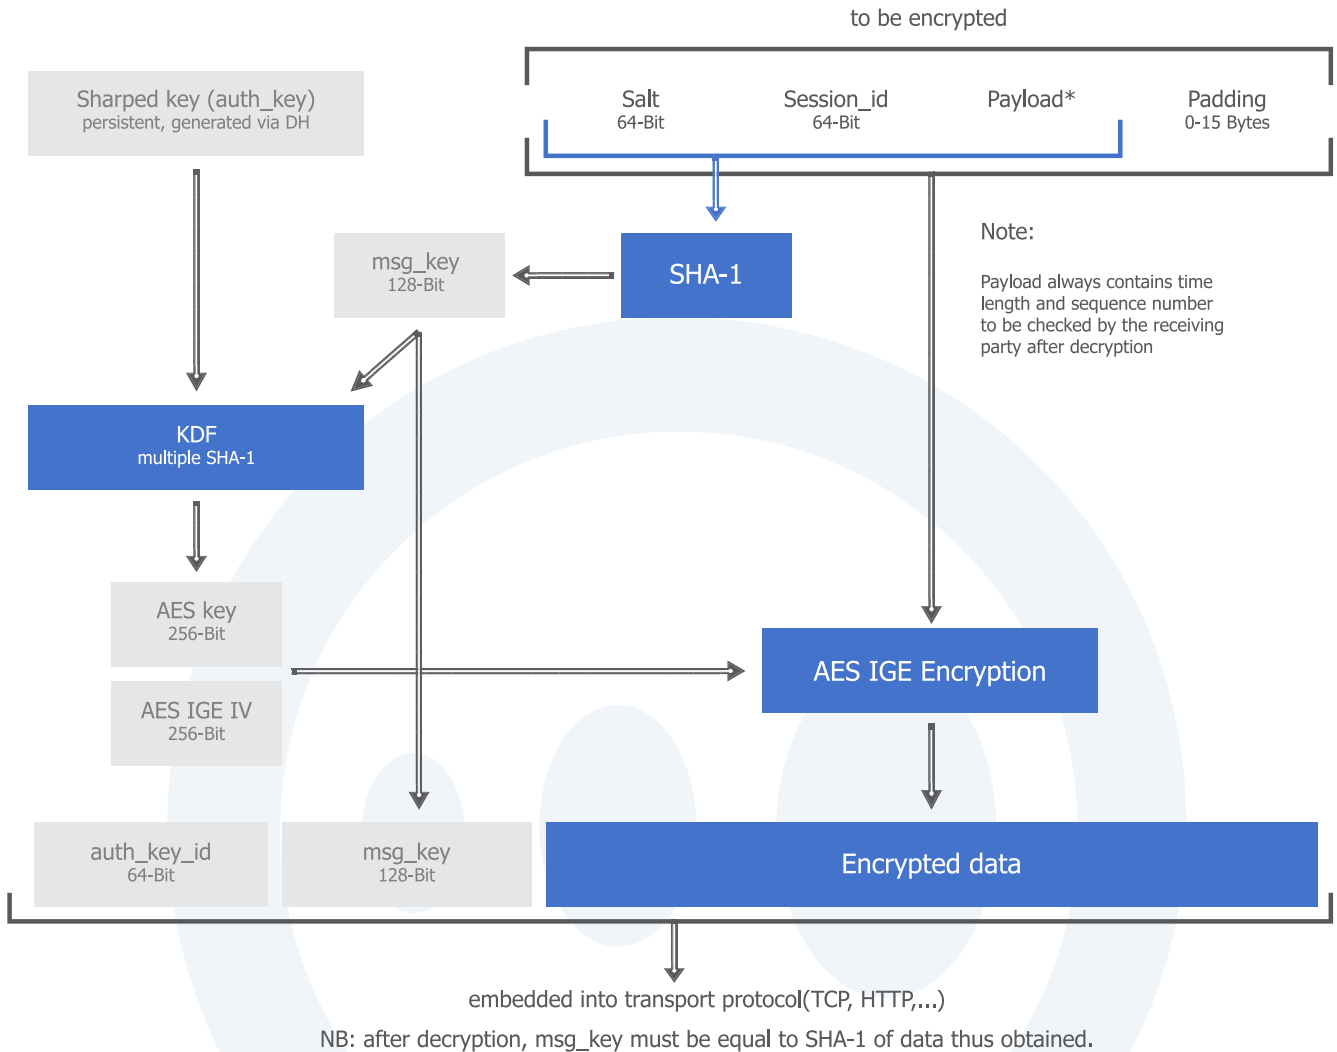 to be encrypted
Sharped key (auth_key)
persistent, generated via DH
Salt
64-Bit
Session_id
64-Bit
Payload*
Padding
0-15 Bytes
Note:
Payload always contains time
length and sequence number
to be checked by the receiving
party after decryption
msg_key
128-Bit
SHA-1
KDF
multiple SHA-1
AES key
256-Bit
AES IGE IV
256-Bit
AES IGE Encryption
auth_key_id
64-Bit
msg_key
128-Bit
Encrypted data
embedded into transport protocol(TCP, HTTP,...)
NB: after decryption, msg_key must be equal to SHA-1 of data thus obtained.